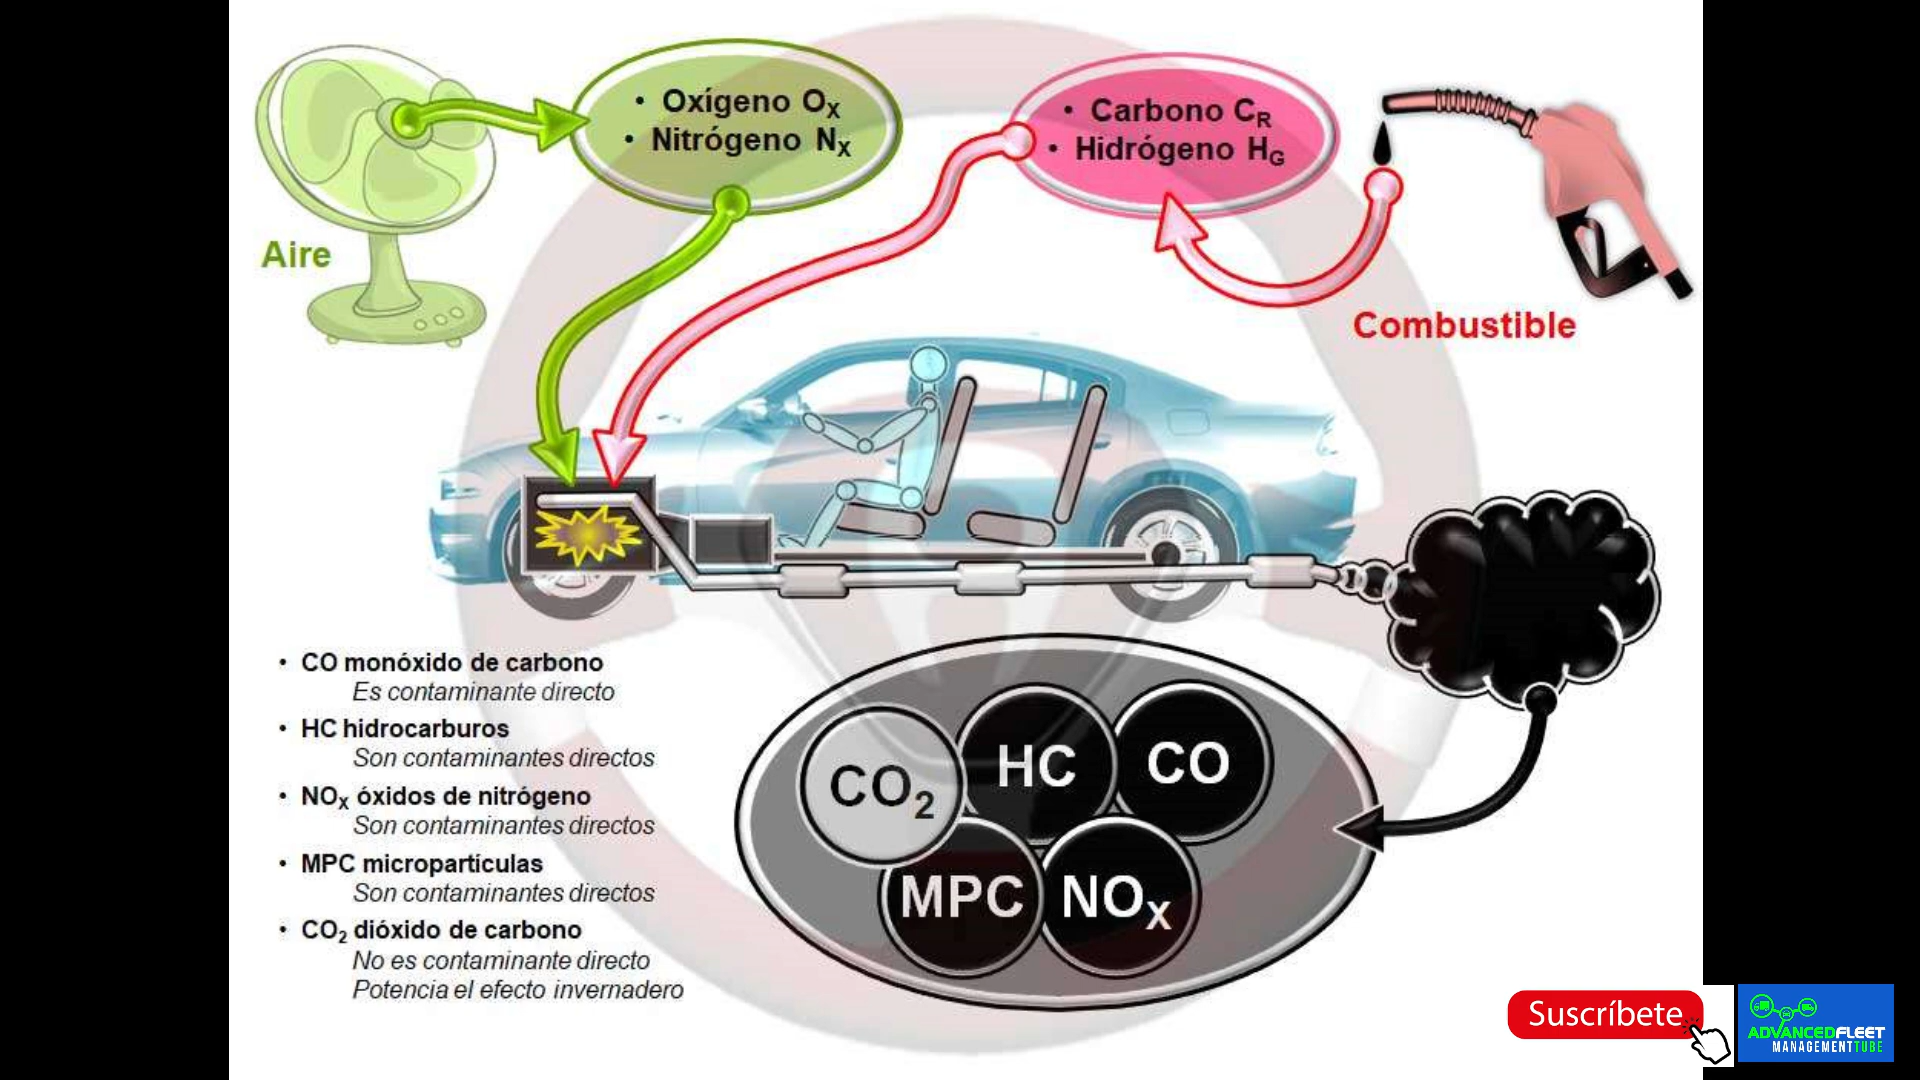 • Oxígeno OX
• Nitrógeno NX
• Carbono CR
• Hidrógeno HG
Aire
Combustible
• CO monóxido de carbono
Es contaminante directo
• HC hidrocarburos
Son contaminantes directos
• NOX óxidos de nitrógeno
Son contaminantes directos
• MPC micropartículas
Son contaminantes directos
• CO2 dióxido de carbono
No es contaminante directo
Potencia el efecto invernadero
CO2
HC
CO
MPC
NOX
Suscríbete
ADVANCEDFLEET
MANAGEMENTTUBE